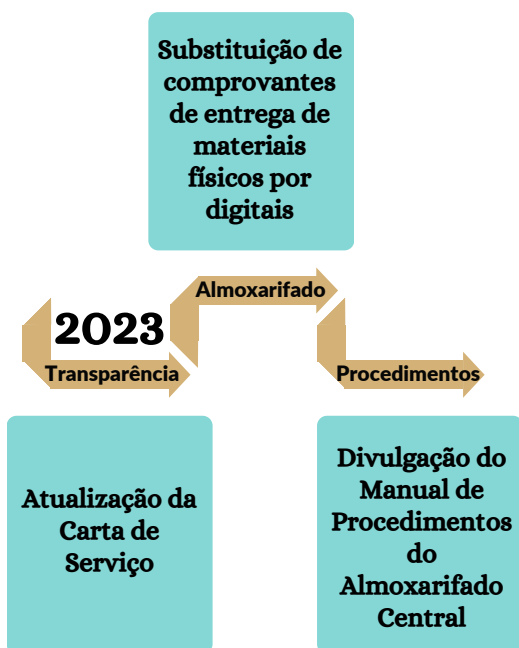 Substituição de
comprovantes
de entrega de
materiais
físicos por
digitais
Almoxarifado
2023
Transparência
Procedimentos
Atualização da
Carta de
Serviço
Divulgação do
Manual de
Procedimentos
do
Almoxarifado
Central